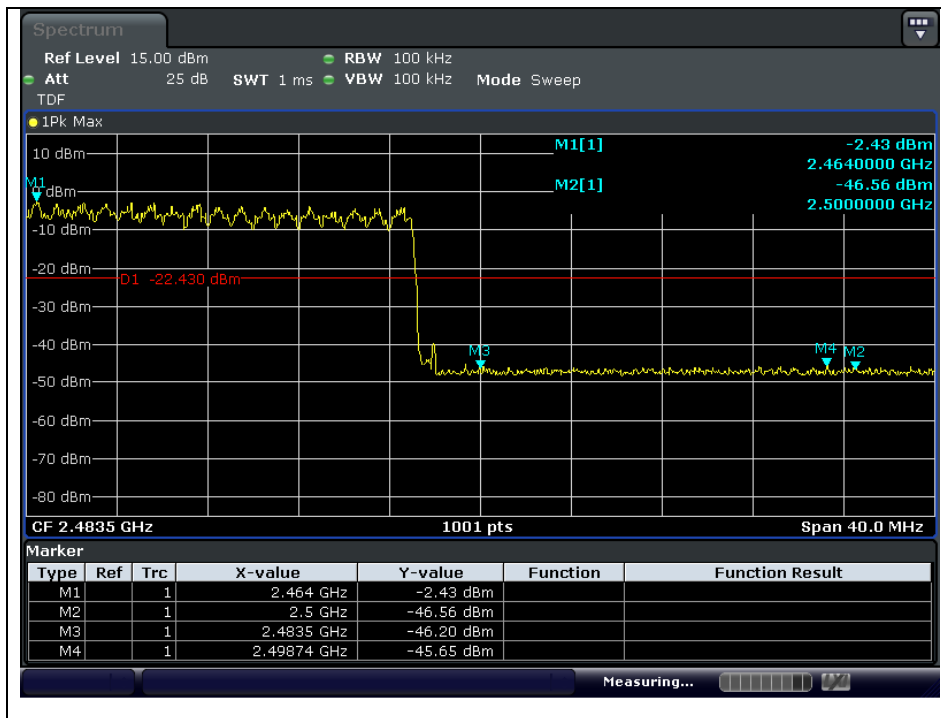 Spectrum
Ref Level 15.00 dBm RBW 100 kHz
Att 25 dB SWT 1 ms VBW 100 kHz Mode Sweep
TDF
1Pk Max
M1[1] -2.43 dBm
2.4640000 GHz
M2[1] -46.56 dBm
2.5000000 GHz
10 dBm
M1
0 dBm
-10 dBm
-20 dBm
D1 -22.430 dBm
-30 dBm
-40 dBm
M3 M4 M2
-50 dBm
-60 dBm
-70 dBm
-80 dBm
CF 2.4835 GHz 1001 pts Span 40.0 MHz
Marker
Type Ref Trc X-value Y-value Function Function Result
M1 1 2.464 GHz -2.43 dBm
M2 1 2.5 GHz -46.56 dBm
M3 1 2.4835 GHz -46.20 dBm
M4 1 2.49874 GHz -45.65 dBm
Measuring...